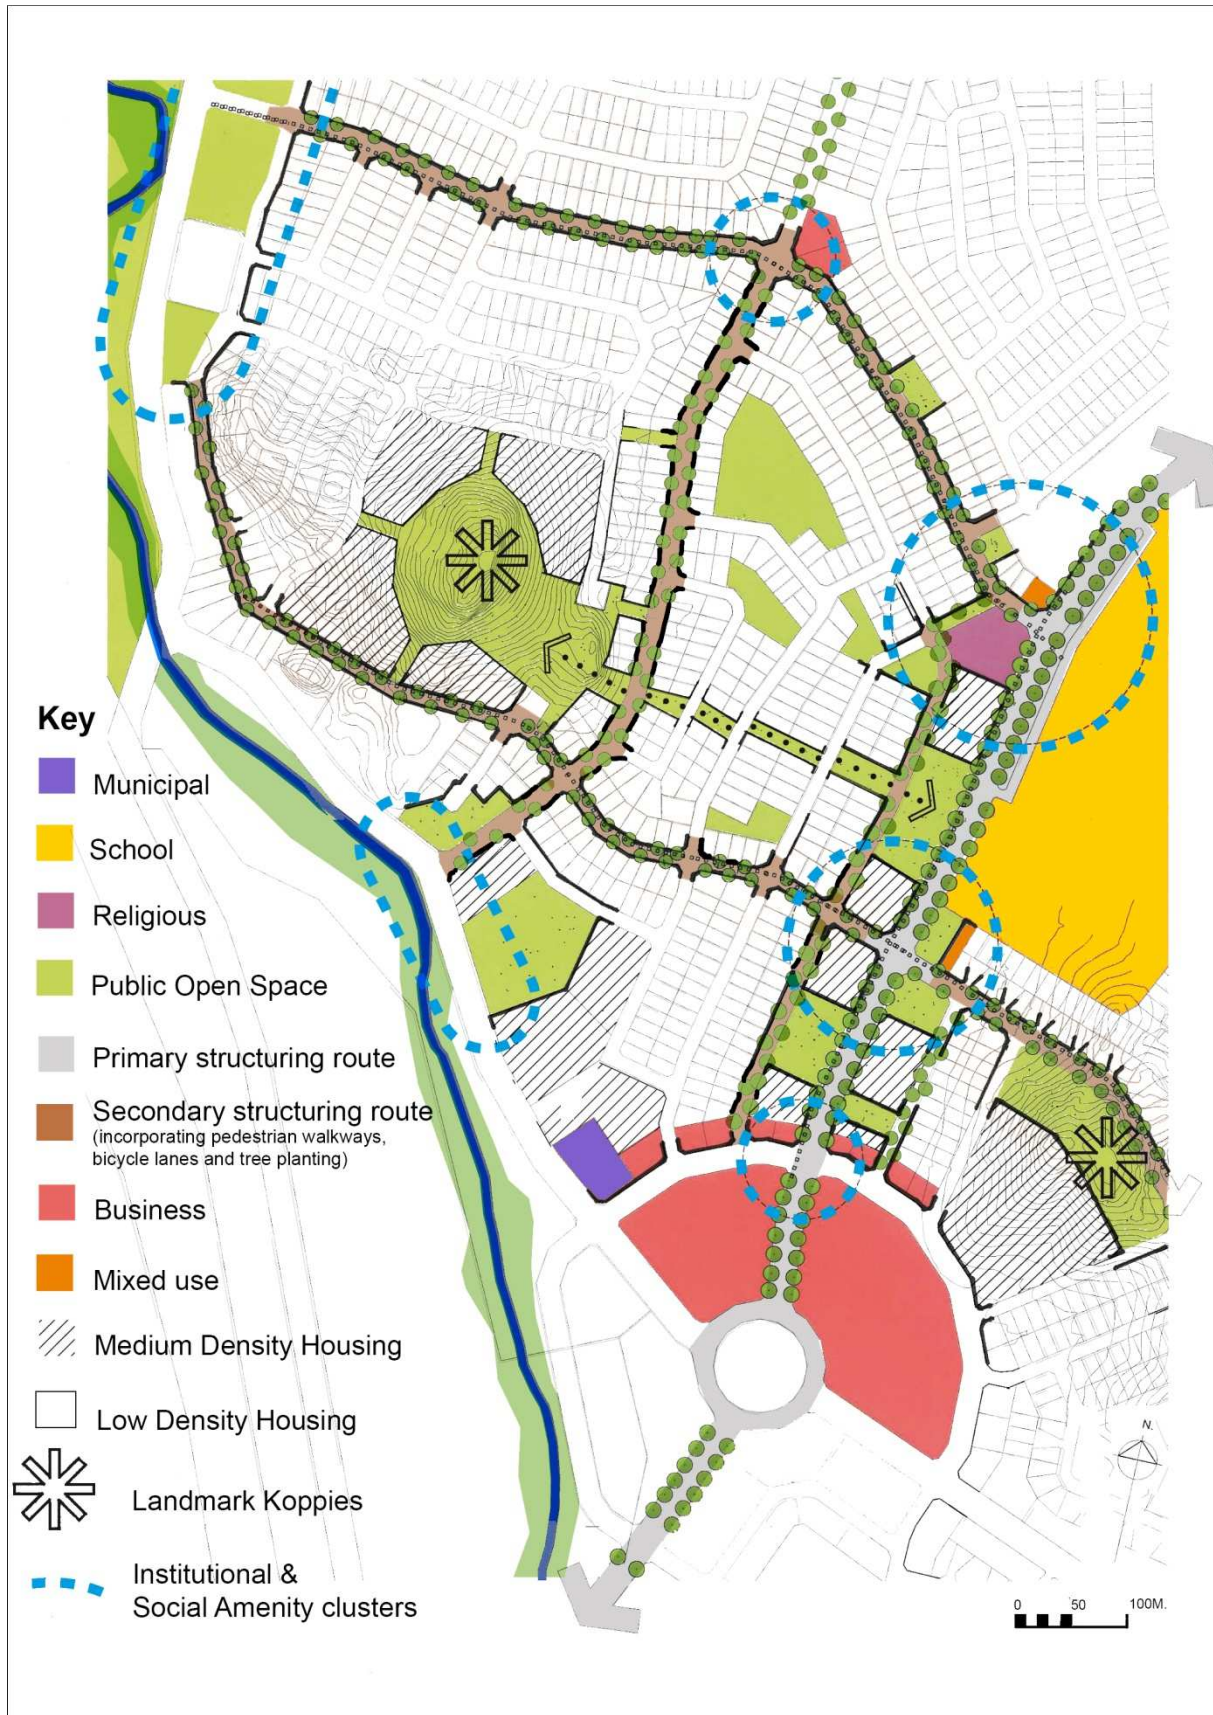 Key
Municipal
School
Religious
Public Open Space
Primary structuring route
Secondary structuring route
(incorporating pedestrian walkways,
bicycle lanes and tree planting)
Business
Mixed use
Medium Density Housing
Low Density Housing
Landmark Koppies
Institutional &
Social Amenity clusters
N.
0 50 100M.